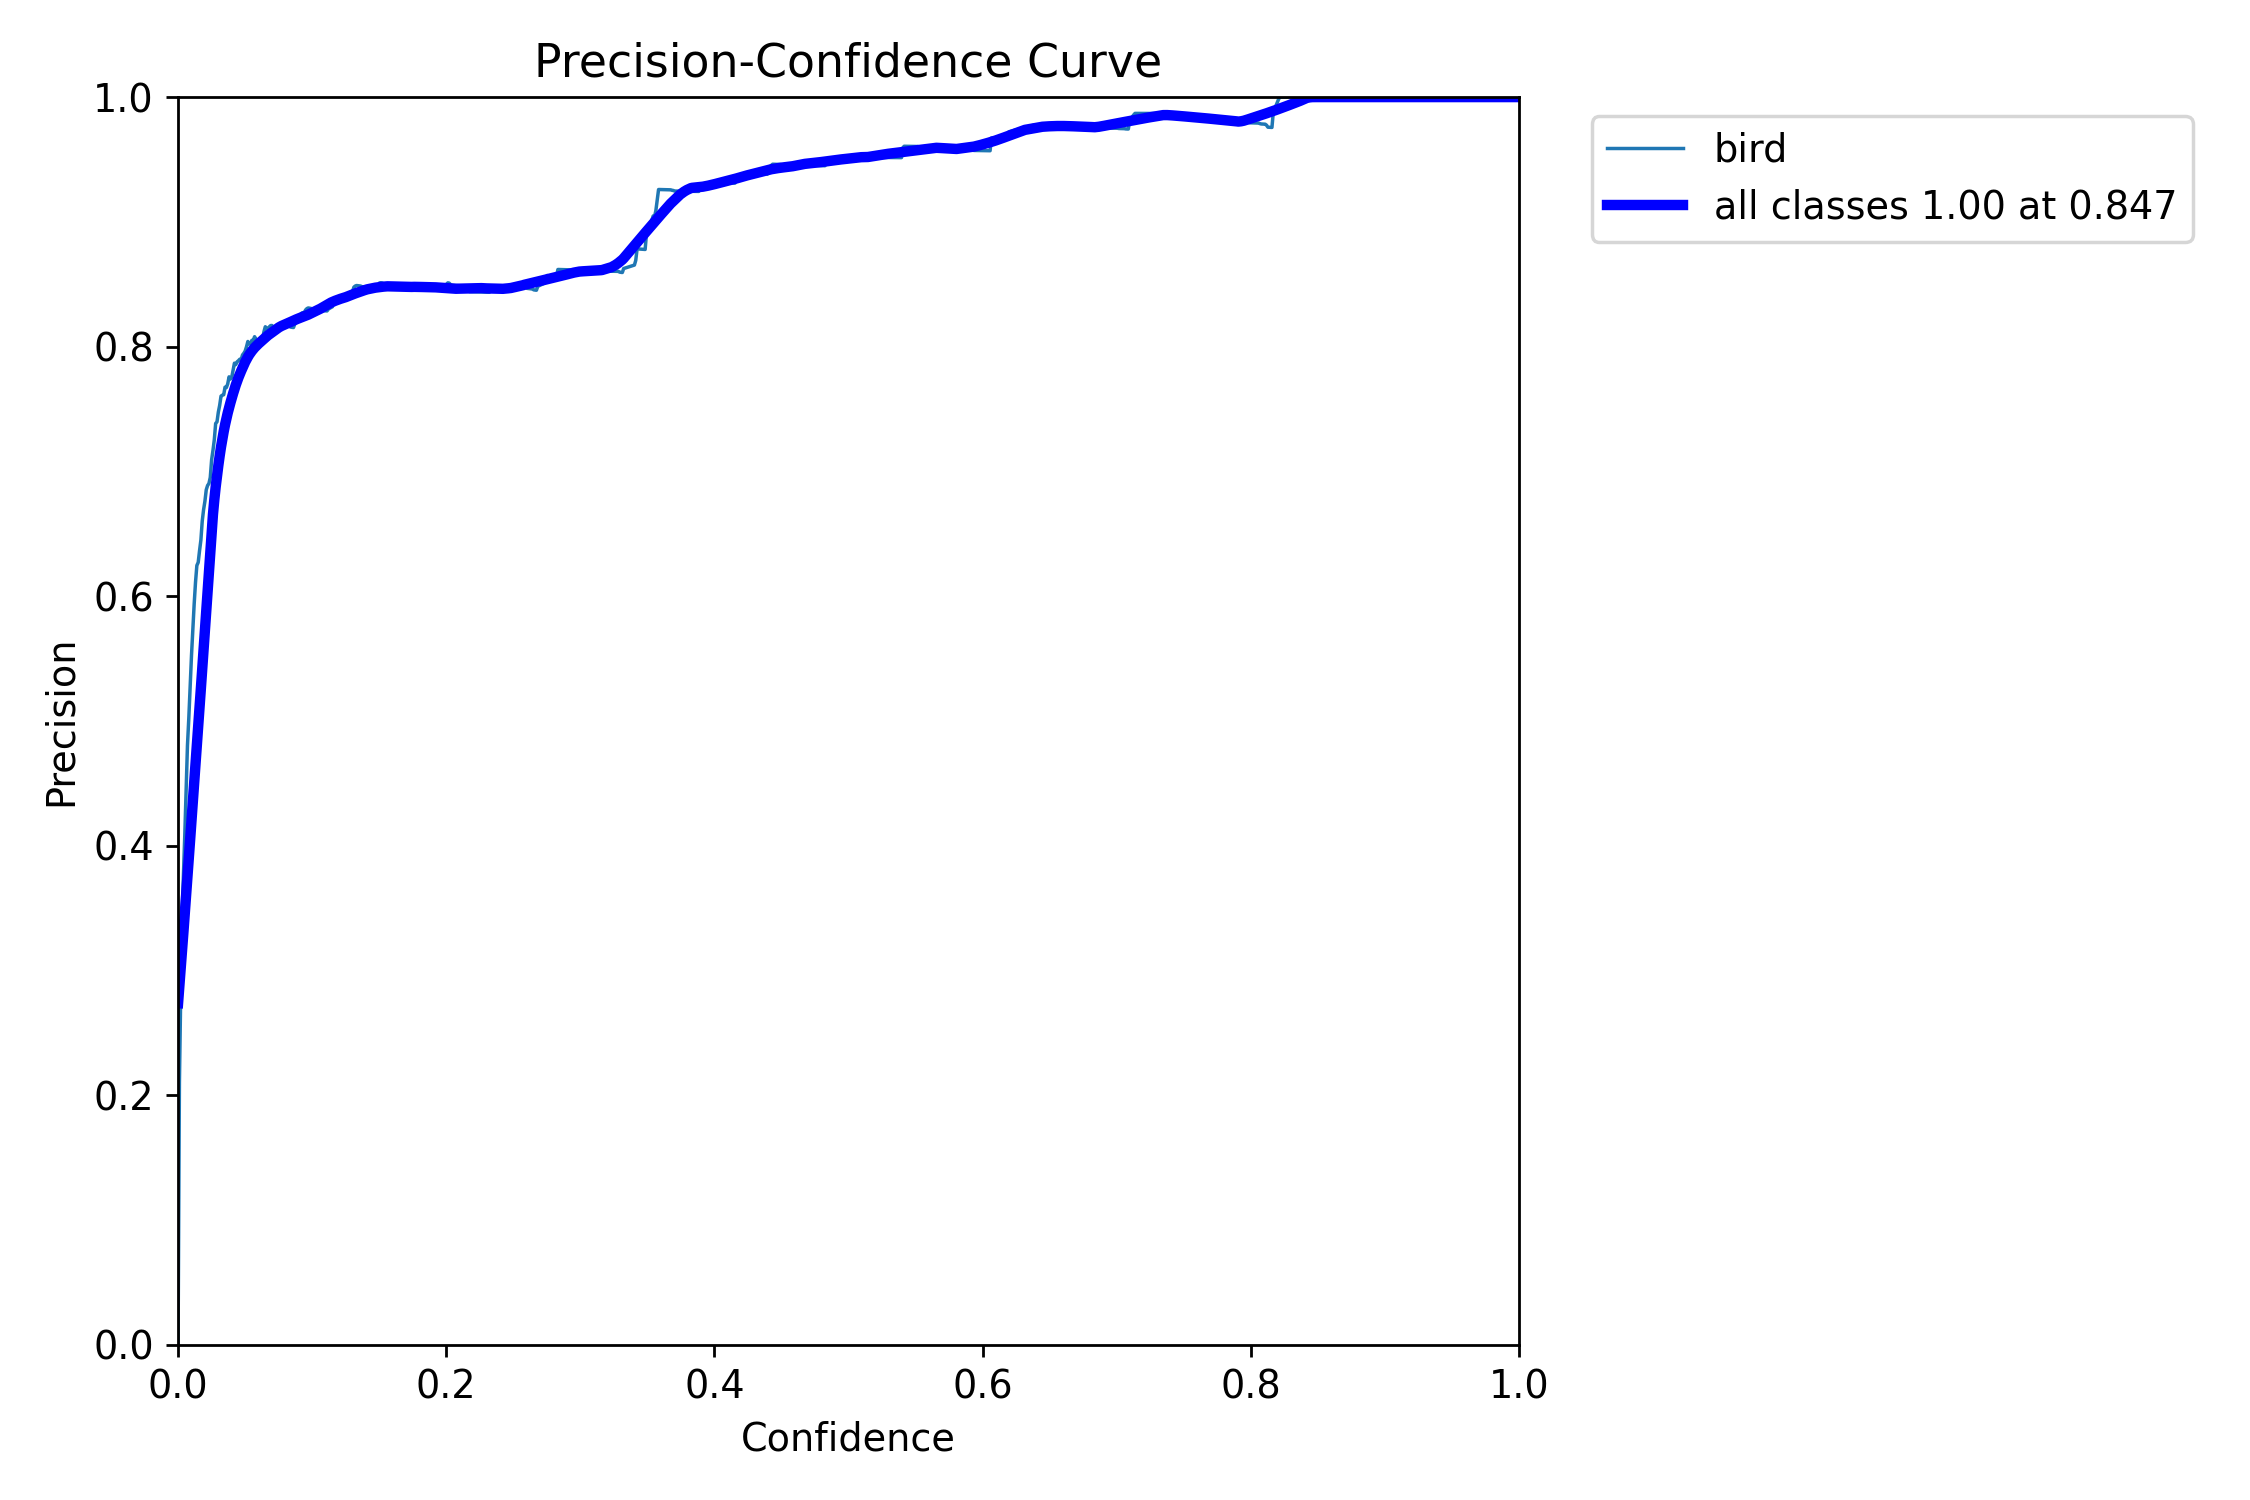 Precision-Confidence Curve
1.0
0.8
0.6
0.4
0.2
0.0
Precision
0.0 0.2 0.4 0.6 0.8 1.0
Confidence
bird
all classes 1.00 at 0.847